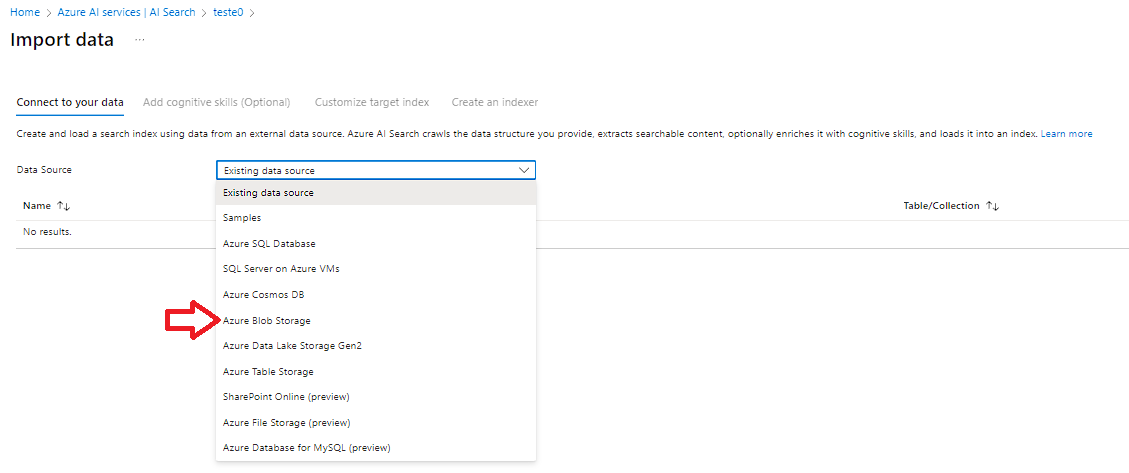 Home > Azure AI services | AI Search > teste0 >
Import data ...
Connect to your data Add cognitive skills (Optional) Customize target index Create an indexer
Create and load a search index using data from an external data source. Azure AI Search crawls the data structure you provide, extracts searchable content, optionally enriches it with cognitive skills, and loads it into an index. Learn more
Data Source Existing data source
Existing data source
Name ↑↓ Table/Collection ↑↓
Samples
No results.
Azure SQL Database
SQL Server on Azure VMs
Azure Cosmos DB
Azure Blob Storage
Azure Data Lake Storage Gen2
Azure Table Storage
SharePoint Online (preview)
Azure File Storage (preview)
Azure Database for MySQL (preview)